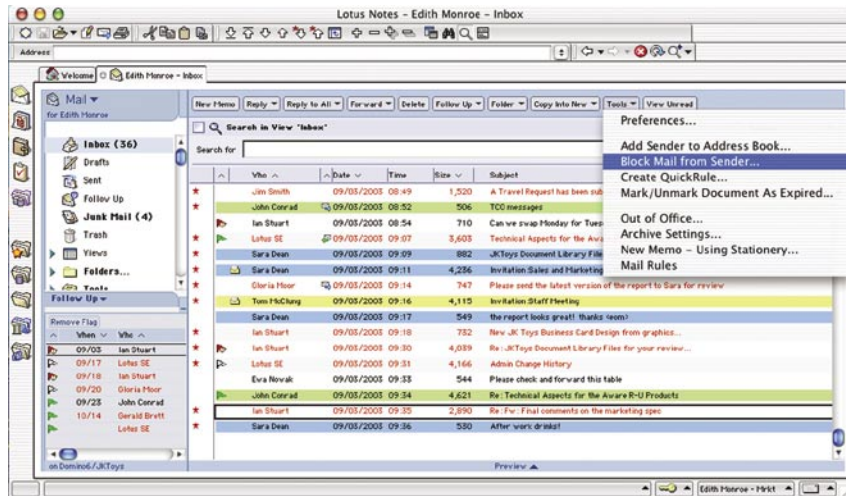 Lotus Notes - Edith Monroe - Inbox
Address
Welcome
Edith Monroe - Inbox
Mail
for Edith Monroe
Inbox (36)
Drafts
Sent
Follow Up
Junk Mail (4)
Trash
Views
Folders...
Tools
New Memo Reply Reply to All Forward Delete Follow Up Folder Copy Into New Tools View Unread
Search in View "Inbox"
Search for
Who Date Time Size Subject
Jim Smith 09/03/2003 08:49 1,520 A Travel Request has been sub
John Conrad 09/03/2003 08:52 506 TCO messages
Ian Stuart 09/03/2003 08:54 710 Can we swap Monday for Tues
Lotus SE 09/03/2003 09:07 3,603 Technical Aspects for the Awa
Sara Dean 09/03/2003 09:09 882 JKToys Document Library File
Sara Dean 09/03/2003 09:11 4,236 Invitation Sales and Marketing
Gloria Moor 09/03/2003 09:14 747 Please send the latest version of the report to Sara for review
Tom McClung 09/03/2003 09:16 4,115 Invitation Staff Meeting
Sara Dean 09/03/2003 09:17 549 the report looks great! thanks <eom>
Ian Stuart 09/03/2003 09:18 732 New JK Toys Business Card Design from graphics...
Ian Stuart 09/03/2003 09:30 4,039 Re: JKToys Document Library Files for your review...
Lotus SE 09/03/2003 09:31 4,166 Admin Change History
Eva Novak 09/03/2003 09:33 544 Please check and forward this table
John Conrad 09/03/2003 09:34 4,621 Re: Technical Aspects for the Aware R-U Products
Ian Stuart 09/03/2003 09:35 2,890 Re: Fw: Final comments on the marketing spec
Sara Dean 09/03/2003 09:36 530 After work drinks!
Preferences...
Add Sender to Address Book...
Block Mail from Sender...
Create QuickRule...
Mark/Unmark Document As Expired...
Out of Office...
Archive Settings...
New Memo - Using Stationery...
Mail Rules
Follow Up
Remove Flag
When Who
09/03 Ian Stuart
09/17 Lotus SE
09/18 Ian Stuart
09/20 Gloria Moor
09/23 John Conrad
10/14 Gerald Brett
Lotus SE
on Domino6/JKToys
Preview
Edith Monroe - Mrkt